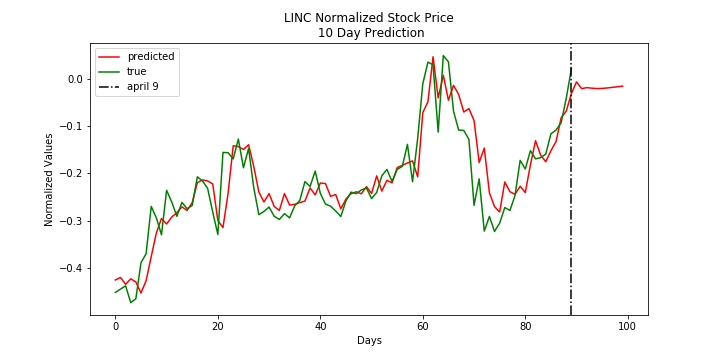 LINC Normalized Stock Price
10 Day Prediction
predicted
true
april 9
Normalized Values
0.0
−0.1
−0.2
−0.3
−0.4
0
20
40
60
80
100
Days